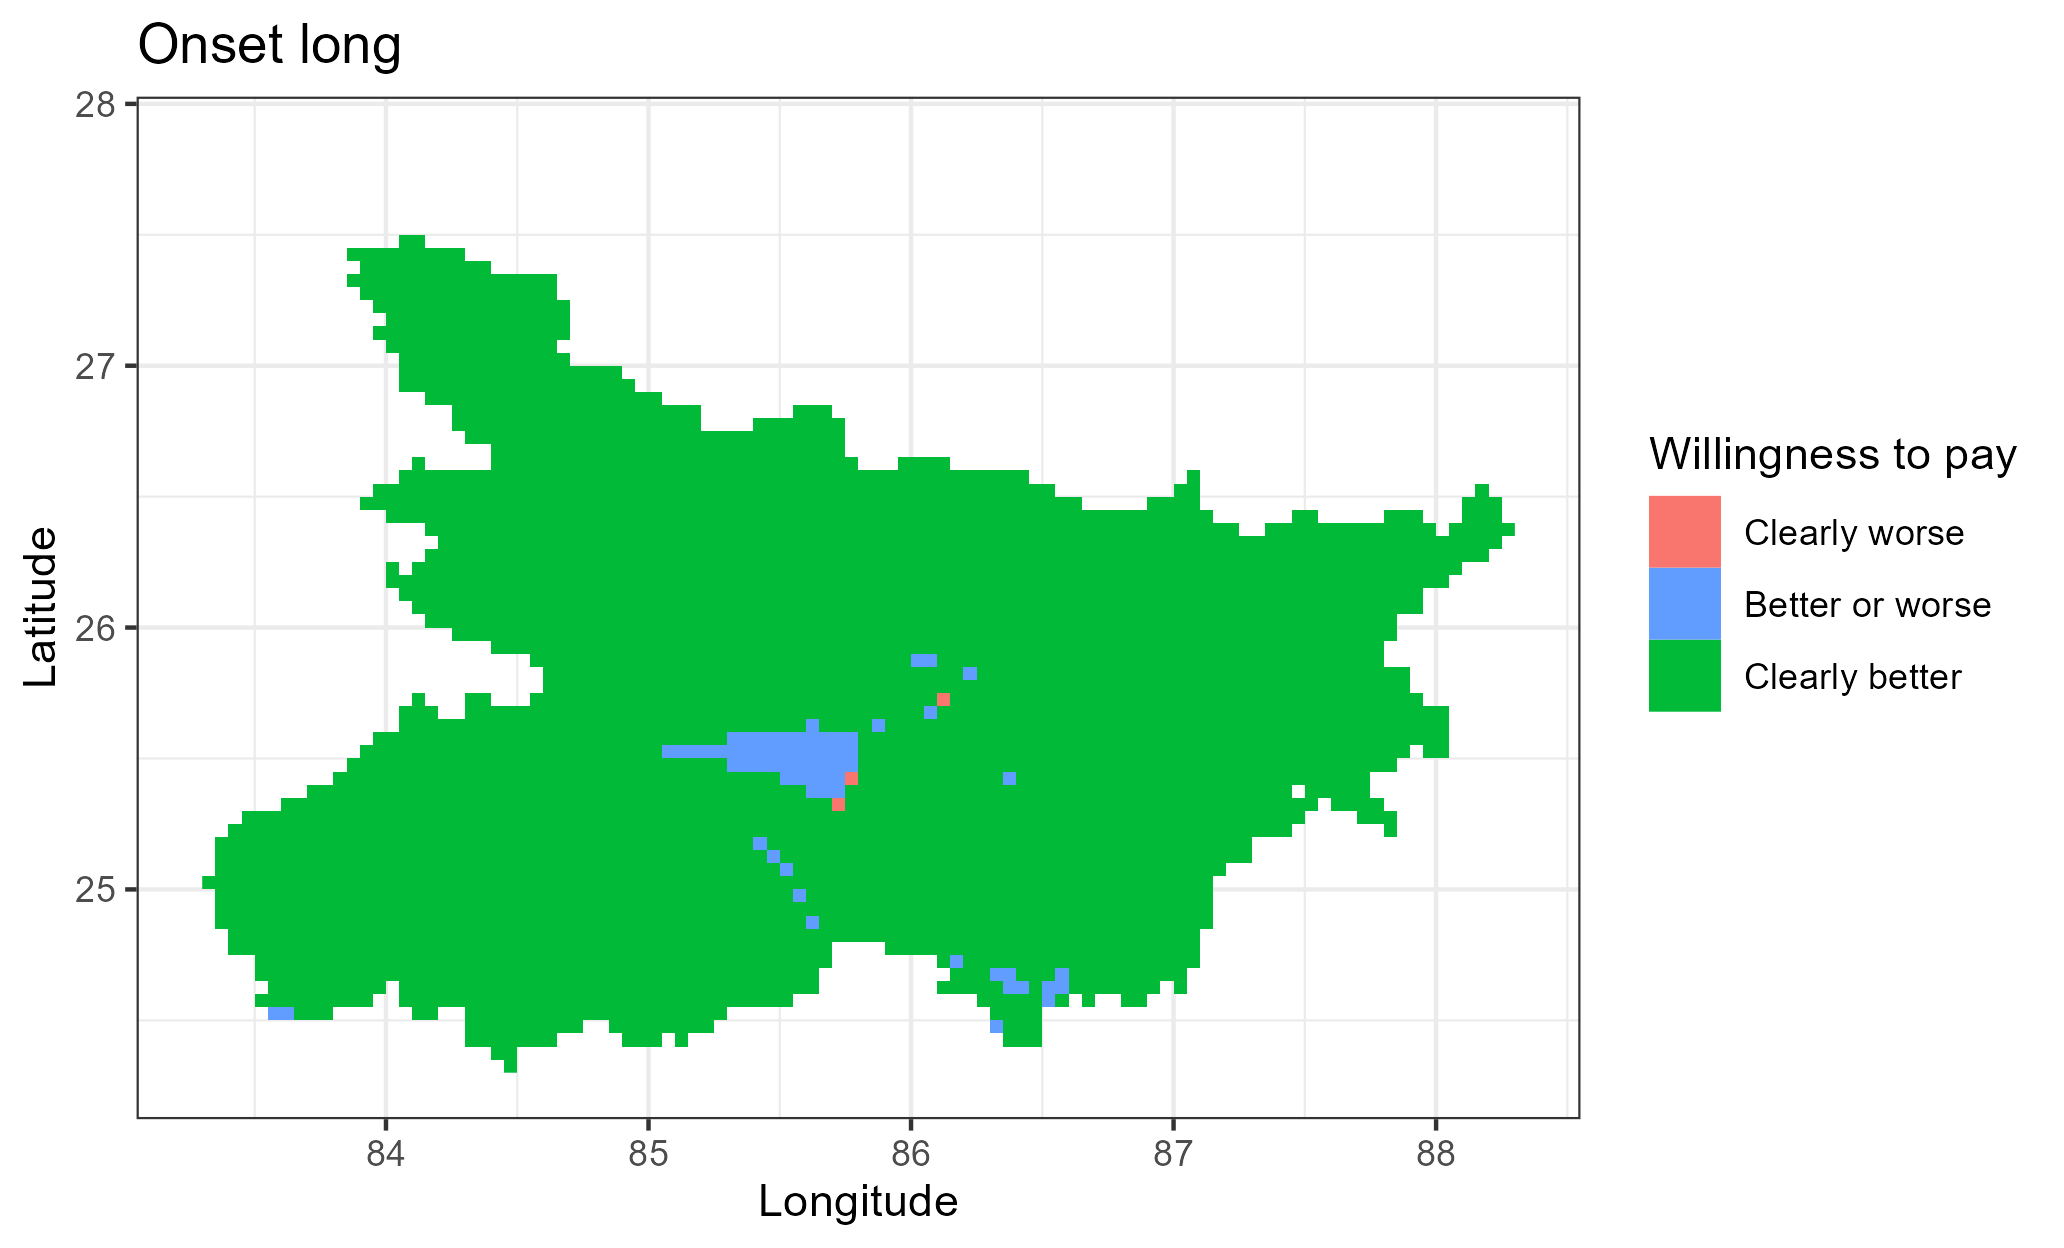 Onset long
28
27
26
25
Latitude
84 85 86 87 88
Longitude
Willingness to pay
Clearly worse
Better or worse
Clearly better